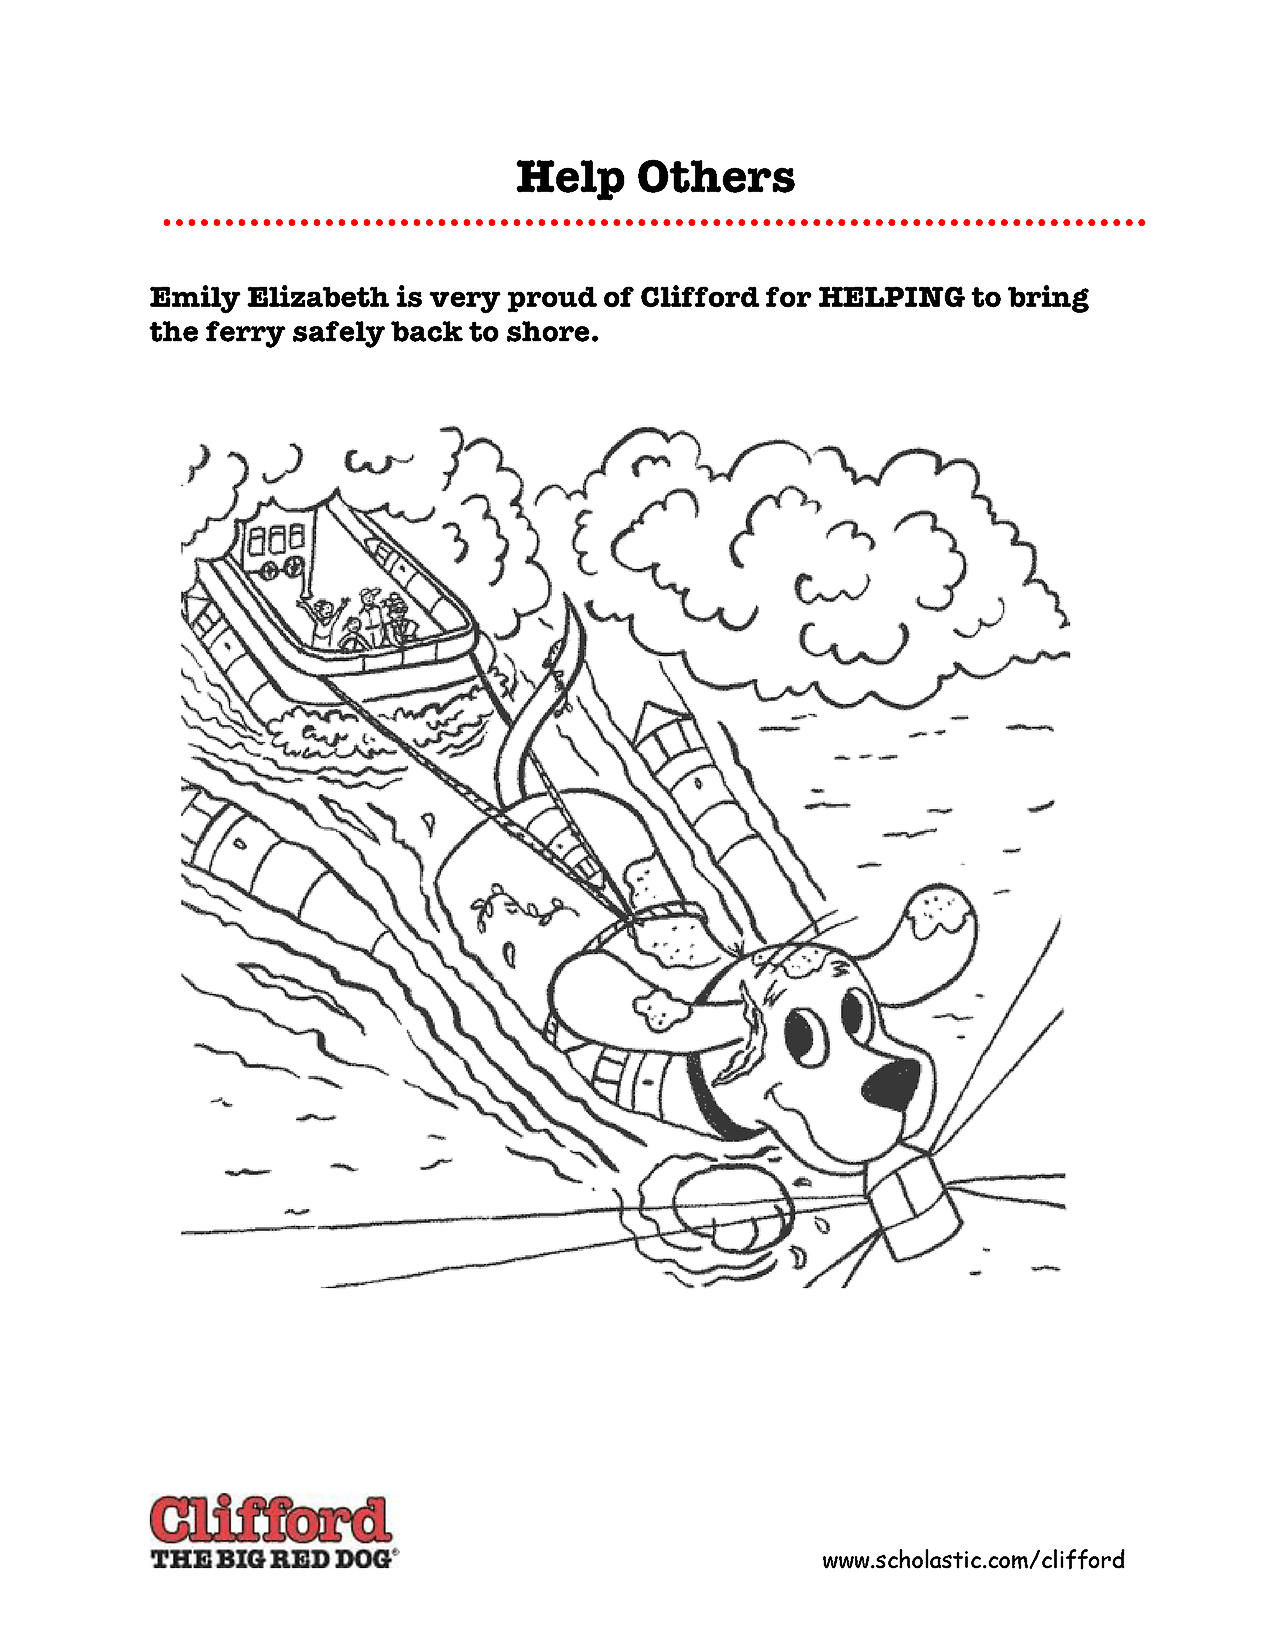 Help Others
Emily Elizabeth is very proud of Clifford for HELPING to bring
the ferry safely back to shore.
Clifford
THE BIG RED DOG®
www.scholastic.com/clifford